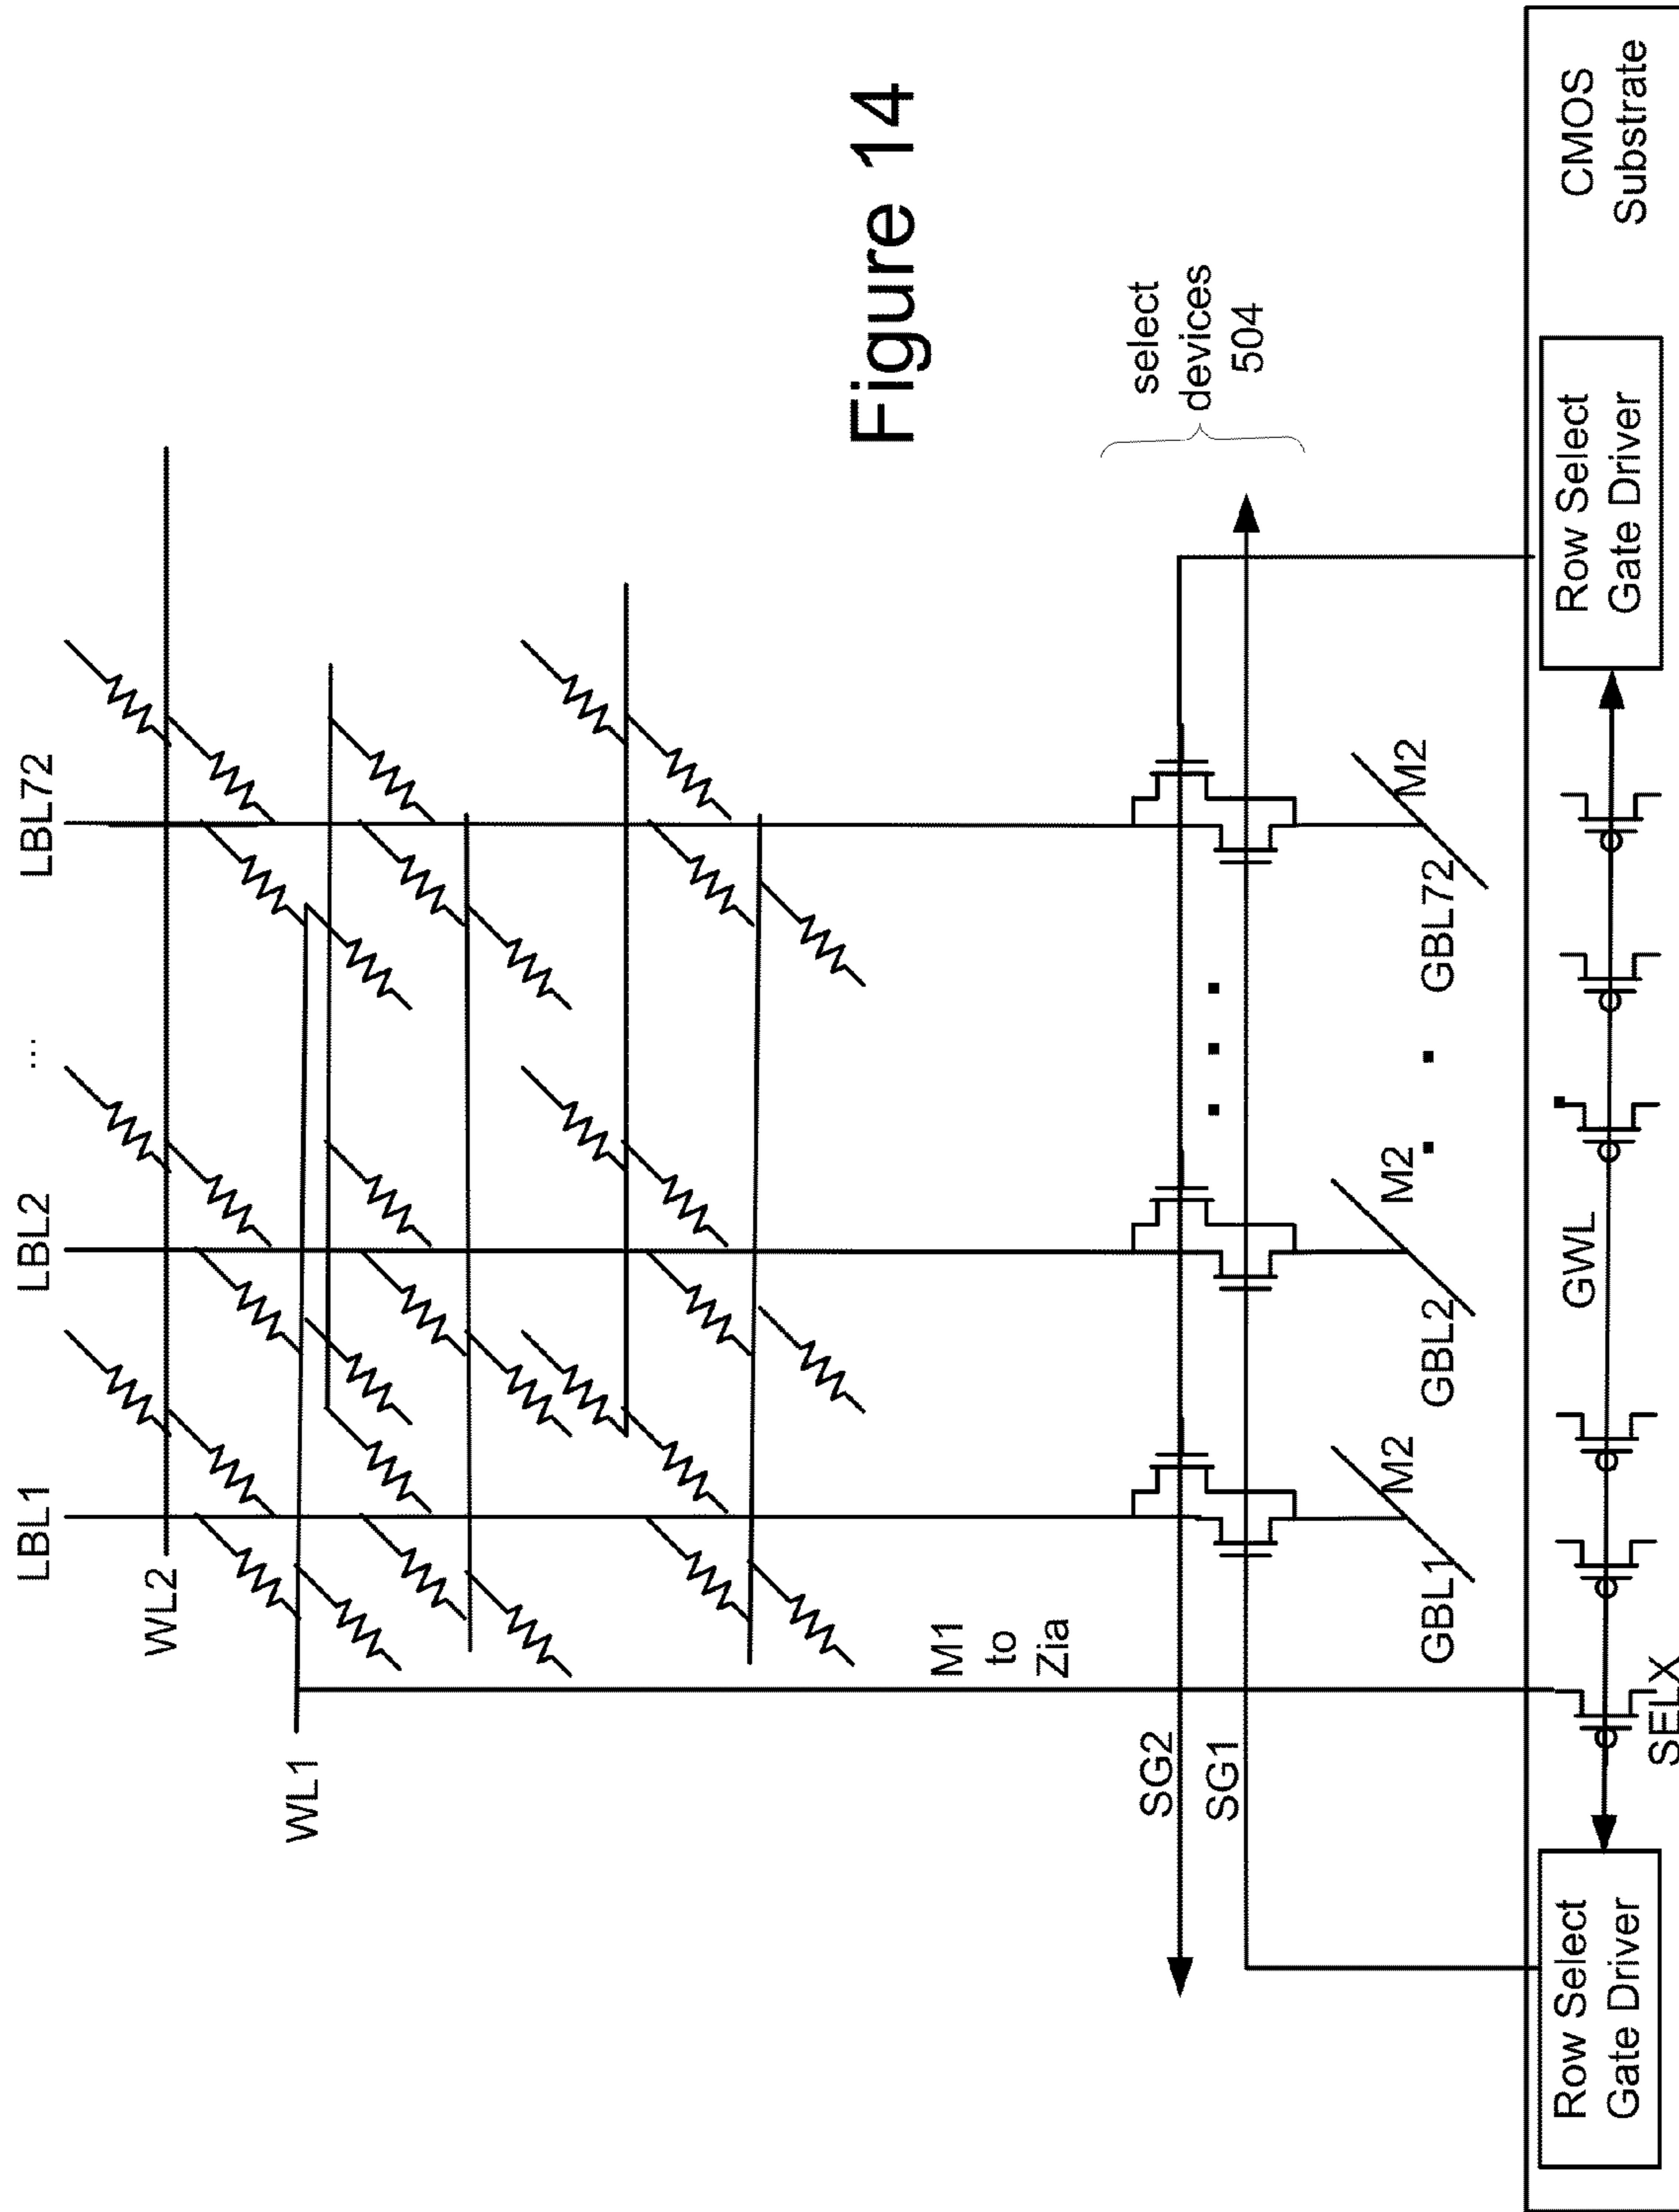 LBL1
LBL2
...
LBL72
WL2
WL1
Figure 14
M1
to
Zia
select
devices
504
SG2
SG1
M2
M2
M2
GBL1
GBL2
GBL72
CMOS
Substrate
GWL
Row Select
Gate Driver
Row Select
Gate Driver
SELX